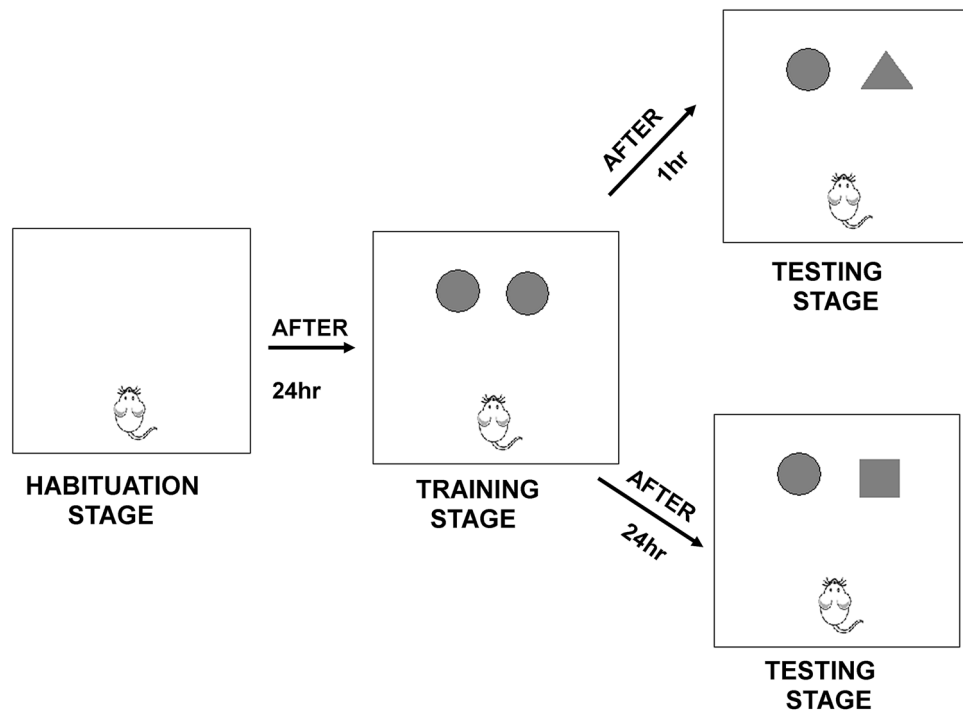 HABITUATION
STAGE
AFTER
24hr
TRAINING
STAGE
AFTER
1hr
TESTING
STAGE
AFTER
24hr
TESTING
STAGE